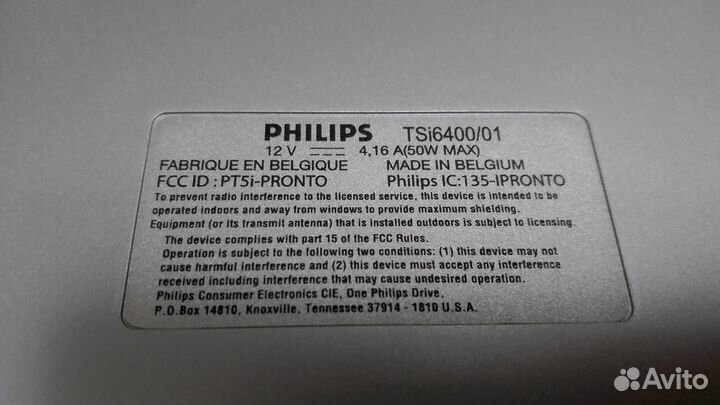 PHILIPS TSi6400/01
12 V 4,16 A(50W MAX)
FABRIQUE EN BELGIQUE MADE IN BELGIUM
FCC ID : PT5i-PRONTO Philips IC:135-IPRONTO
To prevent radio interference to the licensed service, this device is intended to be
operated indoors and away from windows to provide maximum shielding.
Equipment (or its transmit antenna) that is installed outdoors is subject to licensing.
The device complies with part 15 of the FCC Rules.
Operation is subject to the following two conditions: (1) this device may not
cause harmful interference and (2) this device must accept any interference
received including interference that may cause undesired operation.
Philips Consumer Electronics CIE, One Philips Drive,
P.O.Box 14810, Knoxville, Tennessee 37914 - 1810 U.S.A.
Avito